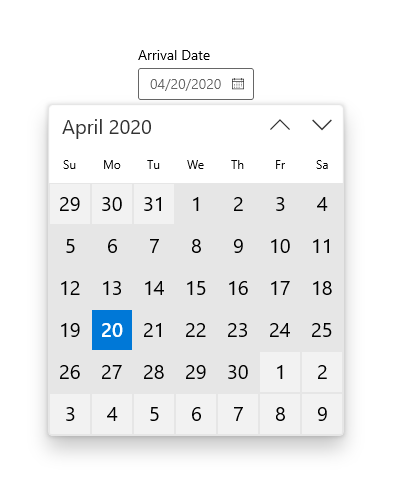 Arrival Date
04/20/2020
April 2020
Su Mo Tu We Th Fr Sa
29 30 31 1 2 3 4
5 6 7 8 9 10 11
12 13 14 15 16 17 18
19 20 21 22 23 24 25
26 27 28 29 30 1 2
3 4 5 6 7 8 9